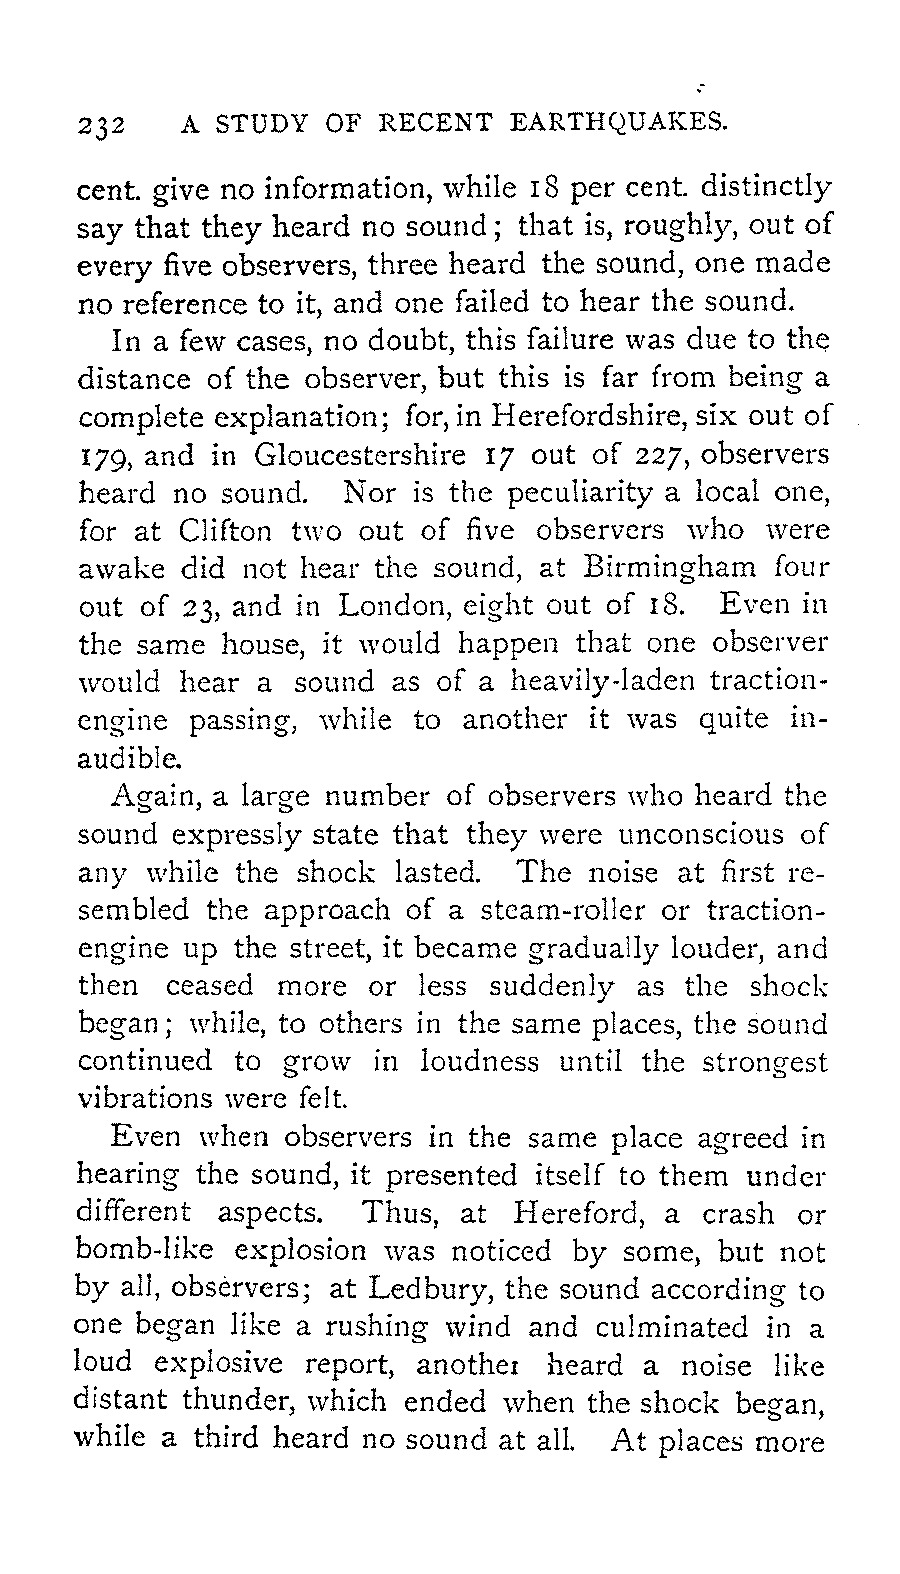 232 A STUDY OF RECENT EARTHQUAKES.
cent. give no information, while 18 per cent. distinctly
say that they heard no sound; that is, roughly, out of
every five observers, three heard the sound, one made
no reference to it, and one failed to hear the sound.
In a few cases, no doubt, this failure was due to the
distance of the observer, but this is far from being a
complete explanation; for, in Herefordshire, six out of
179, and in Gloucestershire 17 out of 227, observers
heard no sound. Nor is the peculiarity a local one,
for at Clifton two out of five observers who were
awake did not hear the sound, at Birmingham four
out of 23, and in London, eight out of 18. Even in
the same house, it would happen that one observer
would hear a sound as of a heavily-laden traction-
engine passing, while to another it was quite in-
audible.
Again, a large number of observers who heard the
sound expressly state that they were unconscious of
any while the shock lasted. The noise at first re-
sembled the approach of a steam-roller or traction-
engine up the street, it became gradually louder, and
then ceased more or less suddenly as the shock
began; while, to others in the same places, the sound
continued to grow in loudness until the strongest
vibrations were felt.
Even when observers in the same place agreed in
hearing the sound, it presented itself to them under
different aspects. Thus, at Hereford, a crash or
bomb-like explosion was noticed by some, but not
by all, observers; at Ledbury, the sound according to
one began like a rushing wind and culminated in a
loud explosive report, another heard a noise like
distant thunder, which ended when the shock began,
while a third heard no sound at all. At places more